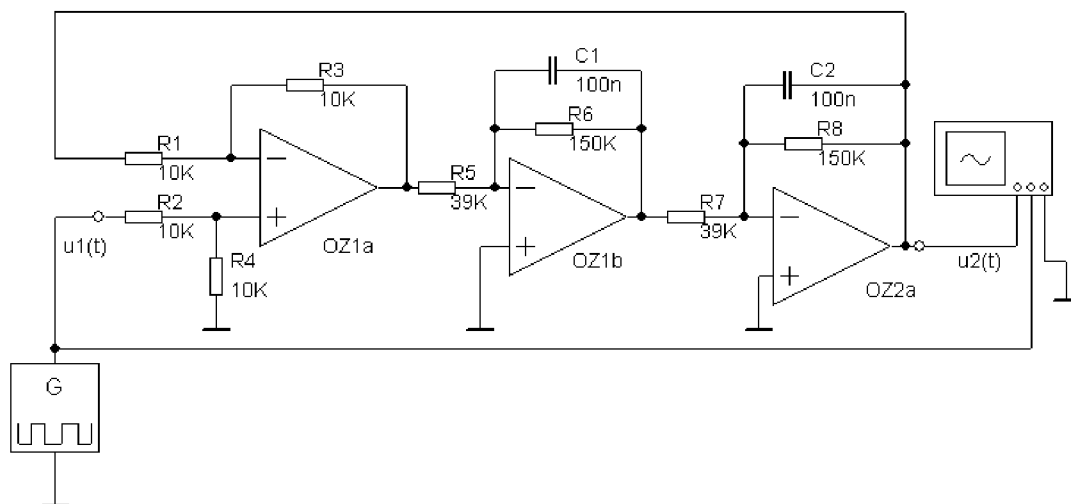 C1
100n
C2
100n
R3
10K
R6
150K
R8
150K
R1
10K
R5
39K
R7
39K
R2
10K
u1(t)
R4
10K
OZ1a
OZ1b
OZ2a
u2(t)
G